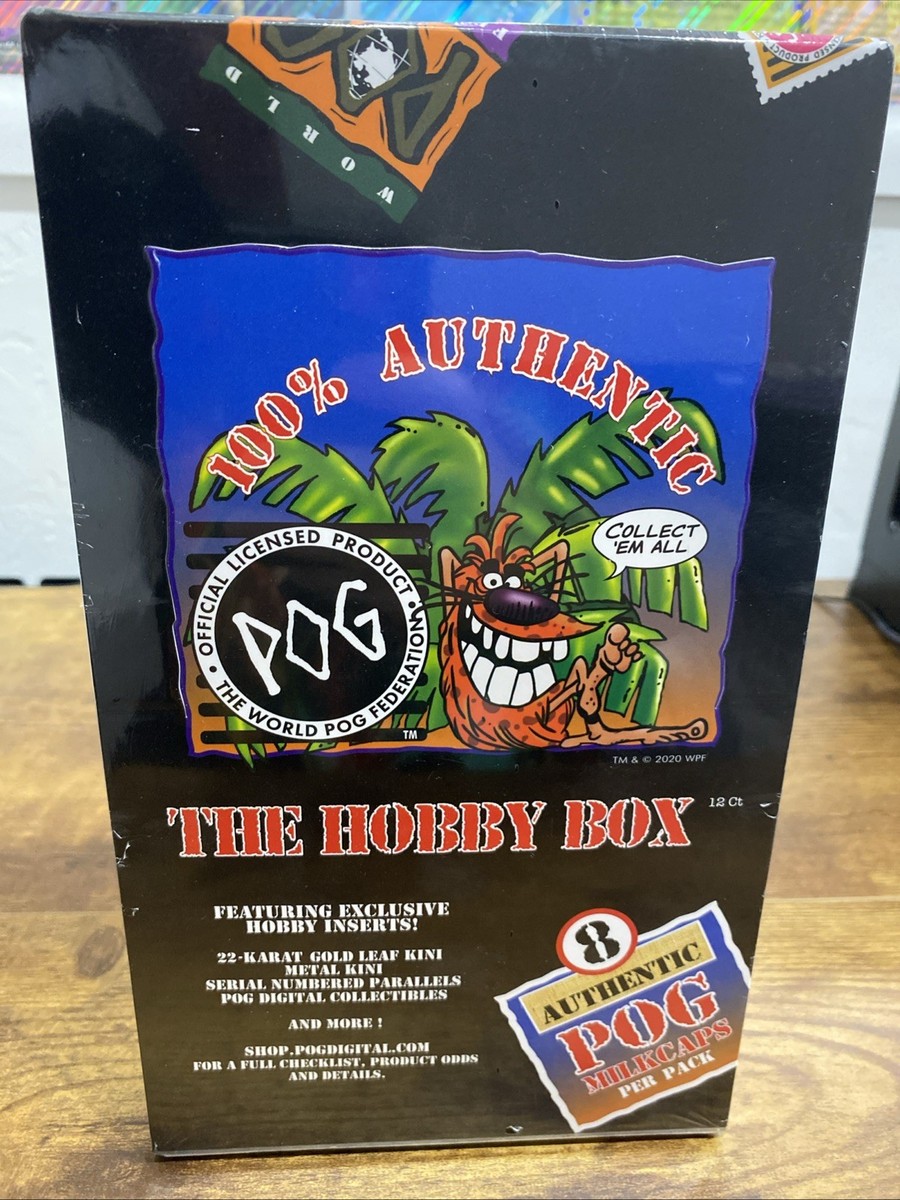 WORLD
NSED PRODUCT
100% AUTHENTIC
COLLECT
'EM ALL
• OFFICIAL LICENSED PRODUCT •
THE WORLD POG FEDERATION
POG
TM
TM & © 2020 WPF
THE HOBBY BOX
12 Ct
FEATURING EXCLUSIVE
HOBBY INSERTS!
22-KARAT GOLD LEAF KINI
METAL KINI
SERIAL NUMBERED PARALLELS
POG DIGITAL COLLECTIBLES
AND MORE !
SHOP.POGDIGITAL.COM
FOR A FULL CHECKLIST, PRODUCT ODDS
AND DETAILS.
8
AUTHENTIC
POG
MILKCAPS
PER PACK